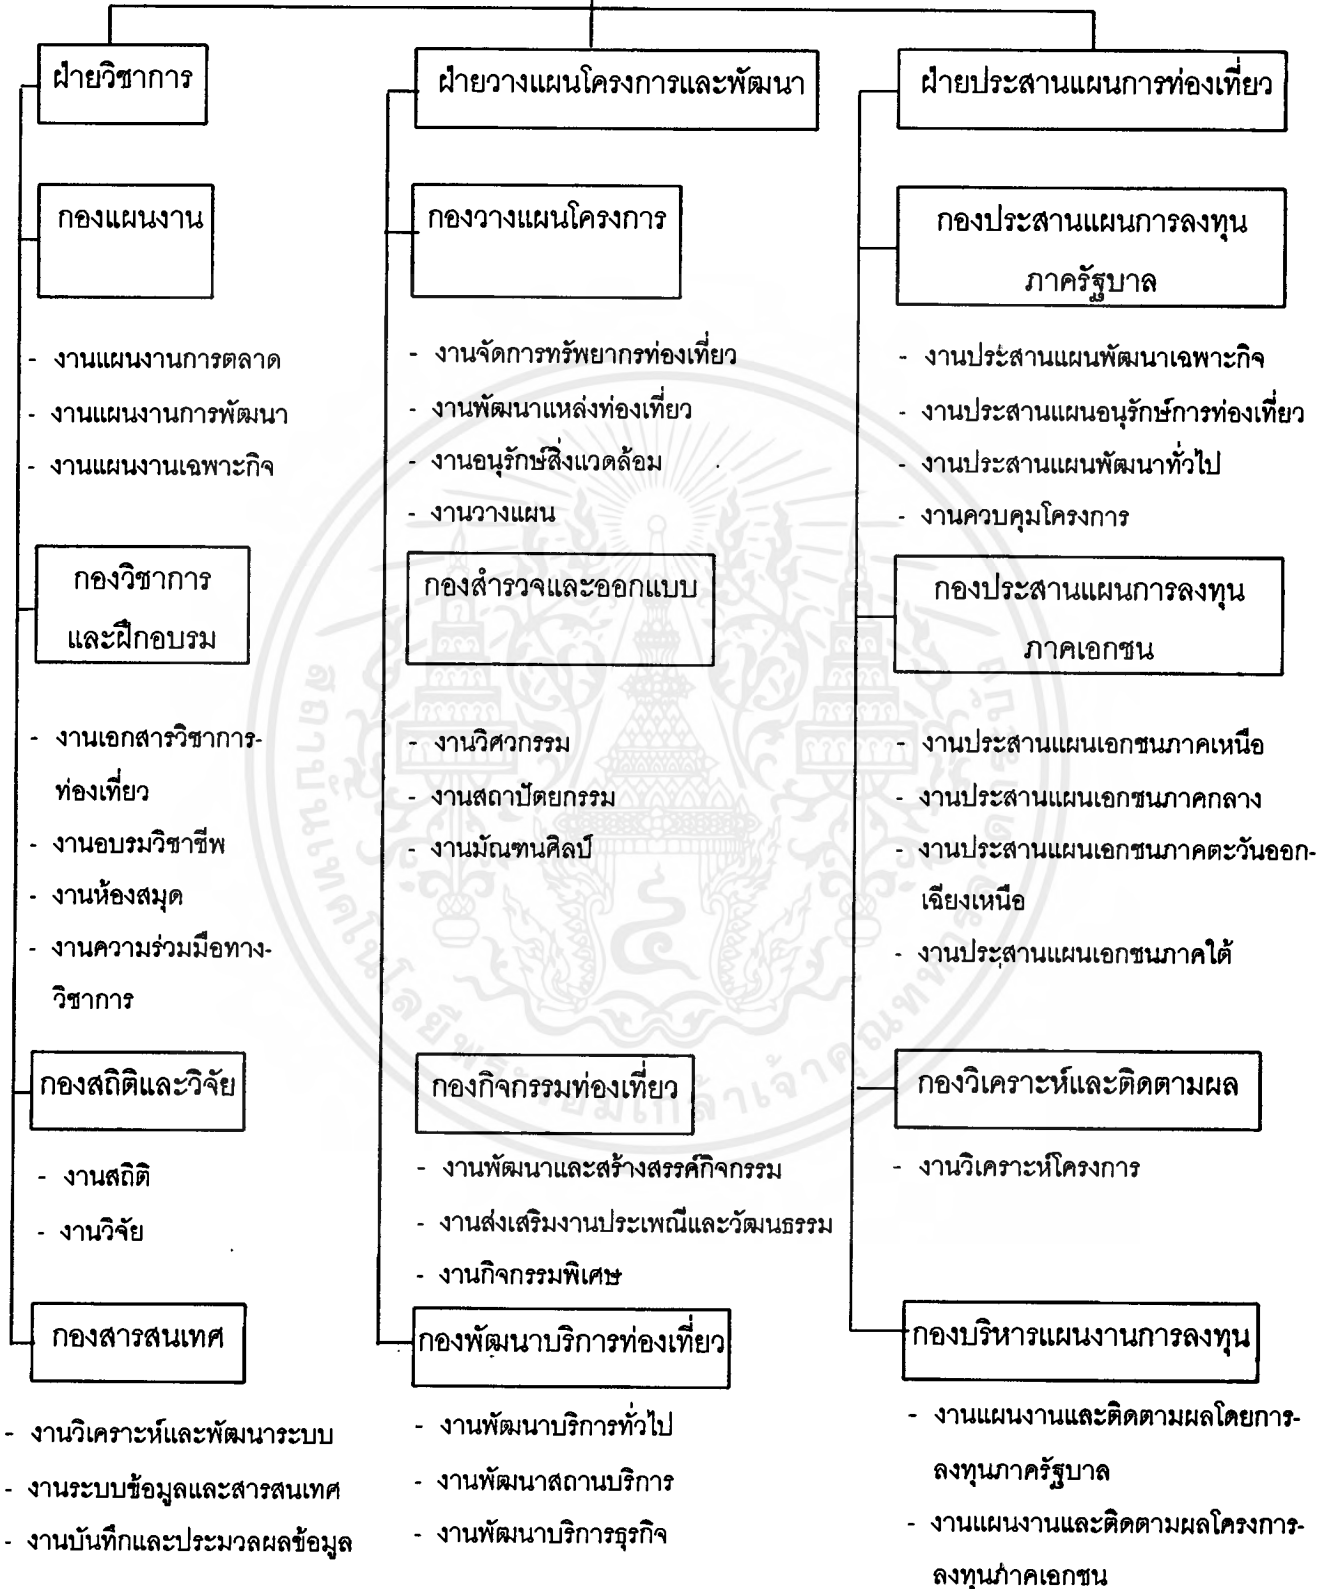 ฝ่ายวิชาการ
กองแผนงาน
- งานแผนงานการตลาด
- งานแผนงานการพัฒนา
- งานแผนงานเฉพาะกิจ
กองวิชาการ
และฝึกอบรม
- งานเอกสารวิชาการ-
ท่องเที่ยว
- งานอบรมวิชาชีพ
- งานห้องสมุด
- งานความร่วมมือทาง-
วิชาการ
กองสถิติและวิจัย
- งานสถิติ
- งานวิจัย
กองสารสนเทศ
- งานวิเคราะห์และพัฒนาระบบ
- งานระบบข้อมูลและสารสนเทศ
- งานบันทึกและประมวลผลข้อมูล
ฝ่ายวางแผนโครงการและพัฒนา
กองวางแผนโครงการ
- งานจัดการทรัพยากรท่องเที่ยว
- งานพัฒนาแหล่งท่องเที่ยว
- งานอนุรักษ์สิ่งแวดล้อม
- งานวางแผน
กองสำรวจและออกแบบ
- งานวิศวกรรม
- งานสถาปัตยกรรม
- งานมัณฑนศิลป์
กองกิจกรรมท่องเที่ยว
- งานพัฒนาและสร้างสรรค์กิจกรรม
- งานส่งเสริมงานประเพณีและวัฒนธรรม
- งานกิจกรรมพิเศษ
กองพัฒนาบริการท่องเที่ยว
- งานพัฒนาบริการทั่วไป
- งานพัฒนาสถานบริการ
- งานพัฒนาบริการธุรกิจ
ฝ่ายประสานแผนการท่องเที่ยว
กองประสานแผนการลงทุน
ภาครัฐบาล
- งานประสานแผนพัฒนาเฉพาะกิจ
- งานประสานแผนอนุรักษ์การท่องเที่ยว
- งานประสานแผนพัฒนาทั่วไป
- งานควบคุมโครงการ
กองประสานแผนการลงทุน
ภาคเอกชน
- งานประสานแผนเอกชนภาคเหนือ
- งานประสานแผนเอกชนภาคกลาง
- งานประสานแผนเอกชนภาคตะวันออก-
เฉียงเหนือ
- งานประสานแผนเอกชนภาคใต้
กองวิเคราะห์และติดตามผล
- งานวิเคราะห์โครงการ
กองบริหารแผนงานการลงทุน
- งานแผนงานและติดตามผลโดยการ-
ลงทุนภาครัฐบาล
- งานแผนงานและติดตามผลโครงการ-
ลงทุนภาคเอกชน
สถาบันเทคโนโลยีพระจอมเกล้าเจ้าคุณทหารลาดกระบัง